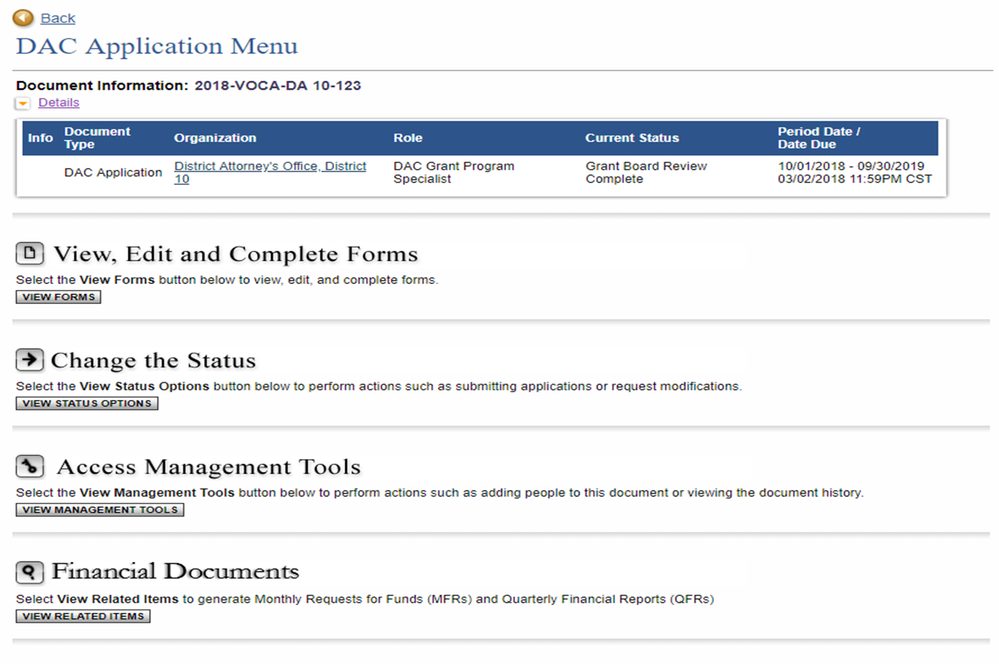 Back
DAC Application Menu
Document Information: 2018-VOCA-DA 10-123
Details
Info Document Type Organization Role Current Status Period Date / Date Due
DAC Application District Attorney's Office, District 10 DAC Grant Program Specialist Grant Board Review Complete 10/01/2018 - 09/30/2019 03/02/2018 11:59PM CST
View, Edit and Complete Forms
Select the View Forms button below to view, edit, and complete forms.
VIEW FORMS
Change the Status
Select the View Status Options button below to perform actions such as submitting applications or request modifications.
VIEW STATUS OPTIONS
Access Management Tools
Select the View Management Tools button below to perform actions such as adding people to this document or viewing the document history.
VIEW MANAGEMENT TOOLS
Financial Documents
Select View Related Items to generate Monthly Requests for Funds (MFRs) and Quarterly Financial Reports (QFRs)
VIEW RELATED ITEMS